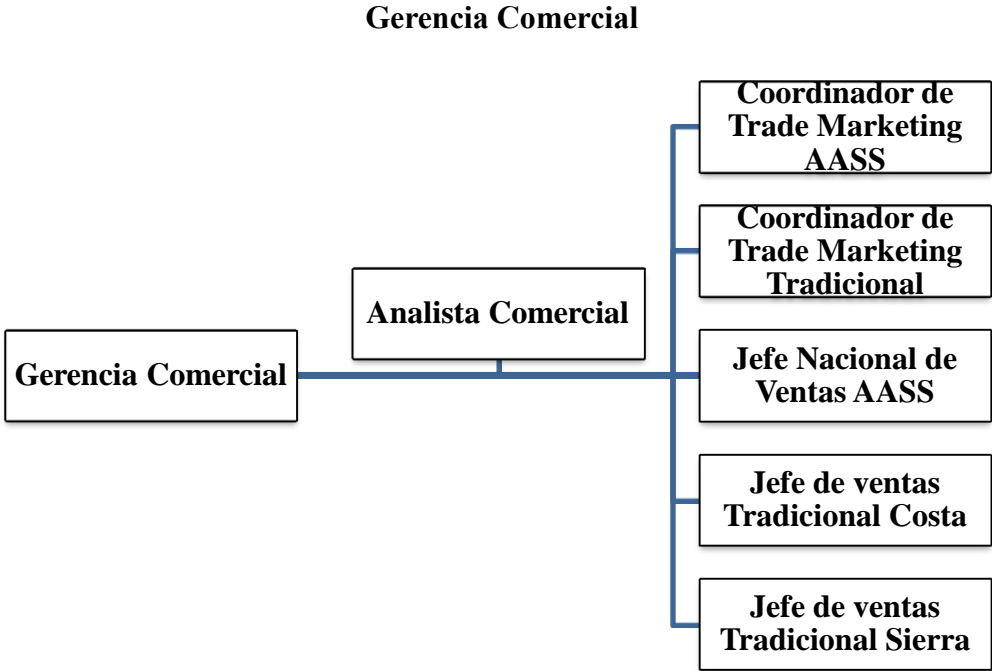 Gerencia Comercial
Gerencia Comercial
Analista Comercial
Coordinador de
Trade Marketing
AASS
Coordinador de
Trade Marketing
Tradicional
Jefe Nacional de
Ventas AASS
Jefe de ventas
Tradicional Costa
Jefe de ventas
Tradicional Sierra